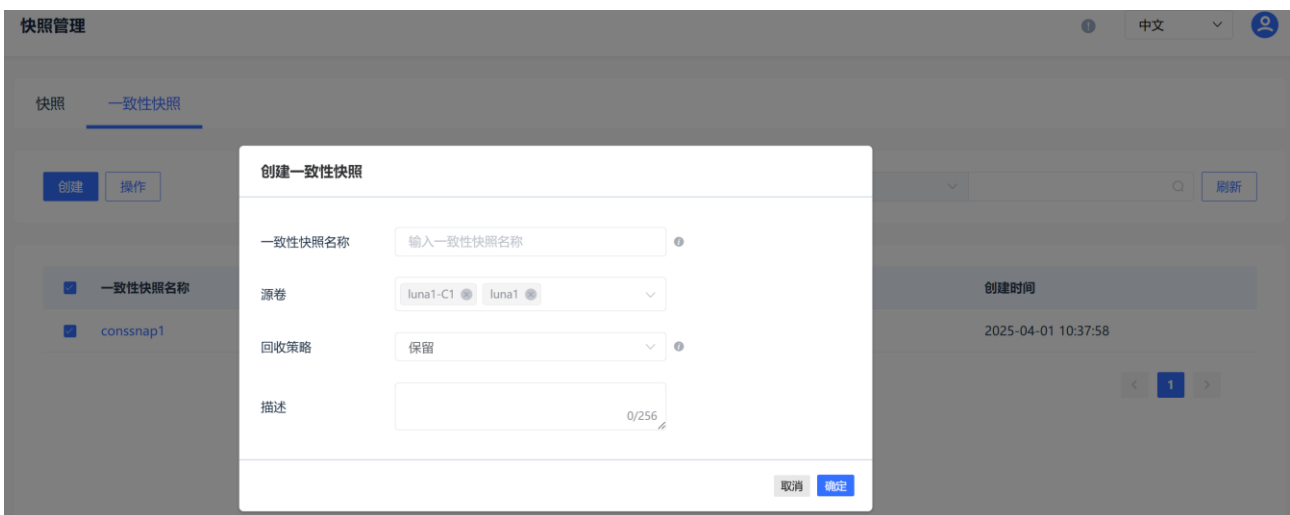 快照管理
中文
快照 一致性快照
创建 操作 刷新
创建一致性快照
一致性快照名称 输入一致性快照名称
源卷 luna1-C1 luna1
回收策略 保留
描述 0/256
取消 确定
一致性快照名称 创建时间
conssnap1 2025-04-01 10:37:58
1